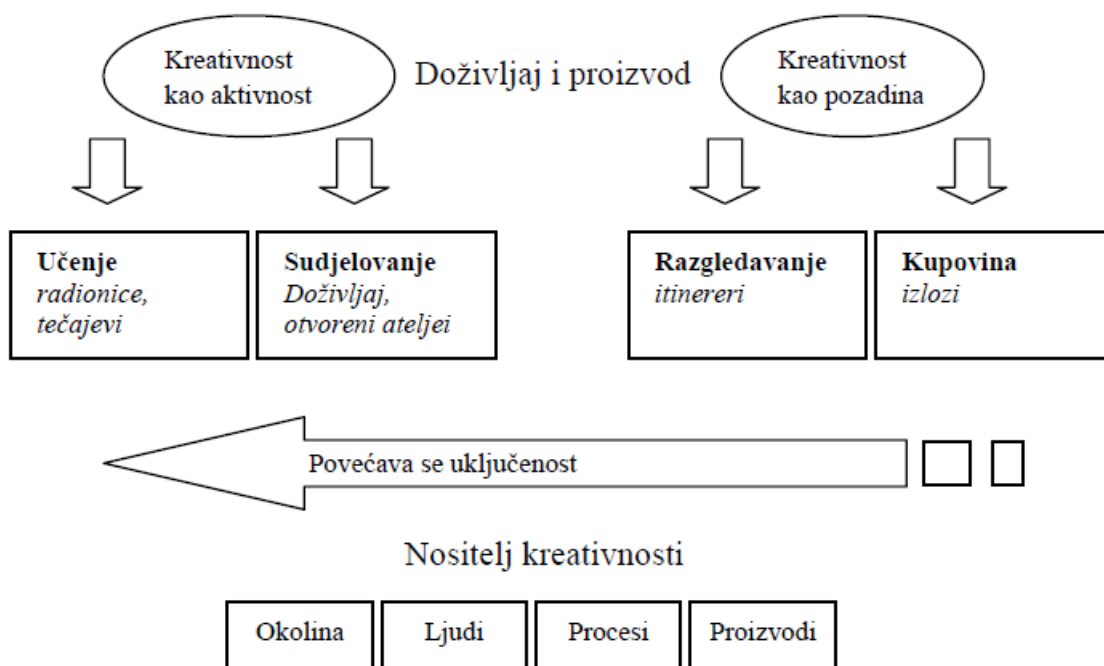 Kreativnost
kao aktivnost
Doživljaj i proizvod
Kreativnost
kao pozadina
Učenje
radionice,
tečajevi
Sudjelovanje
Doživljaj,
otvoreni ateljei
Razgledavanje
itinereri
Kupovina
izlozi
Povećava se uključenost
Nositelj kreativnosti
Okolina
Ljudi
Procesi
Proizvodi